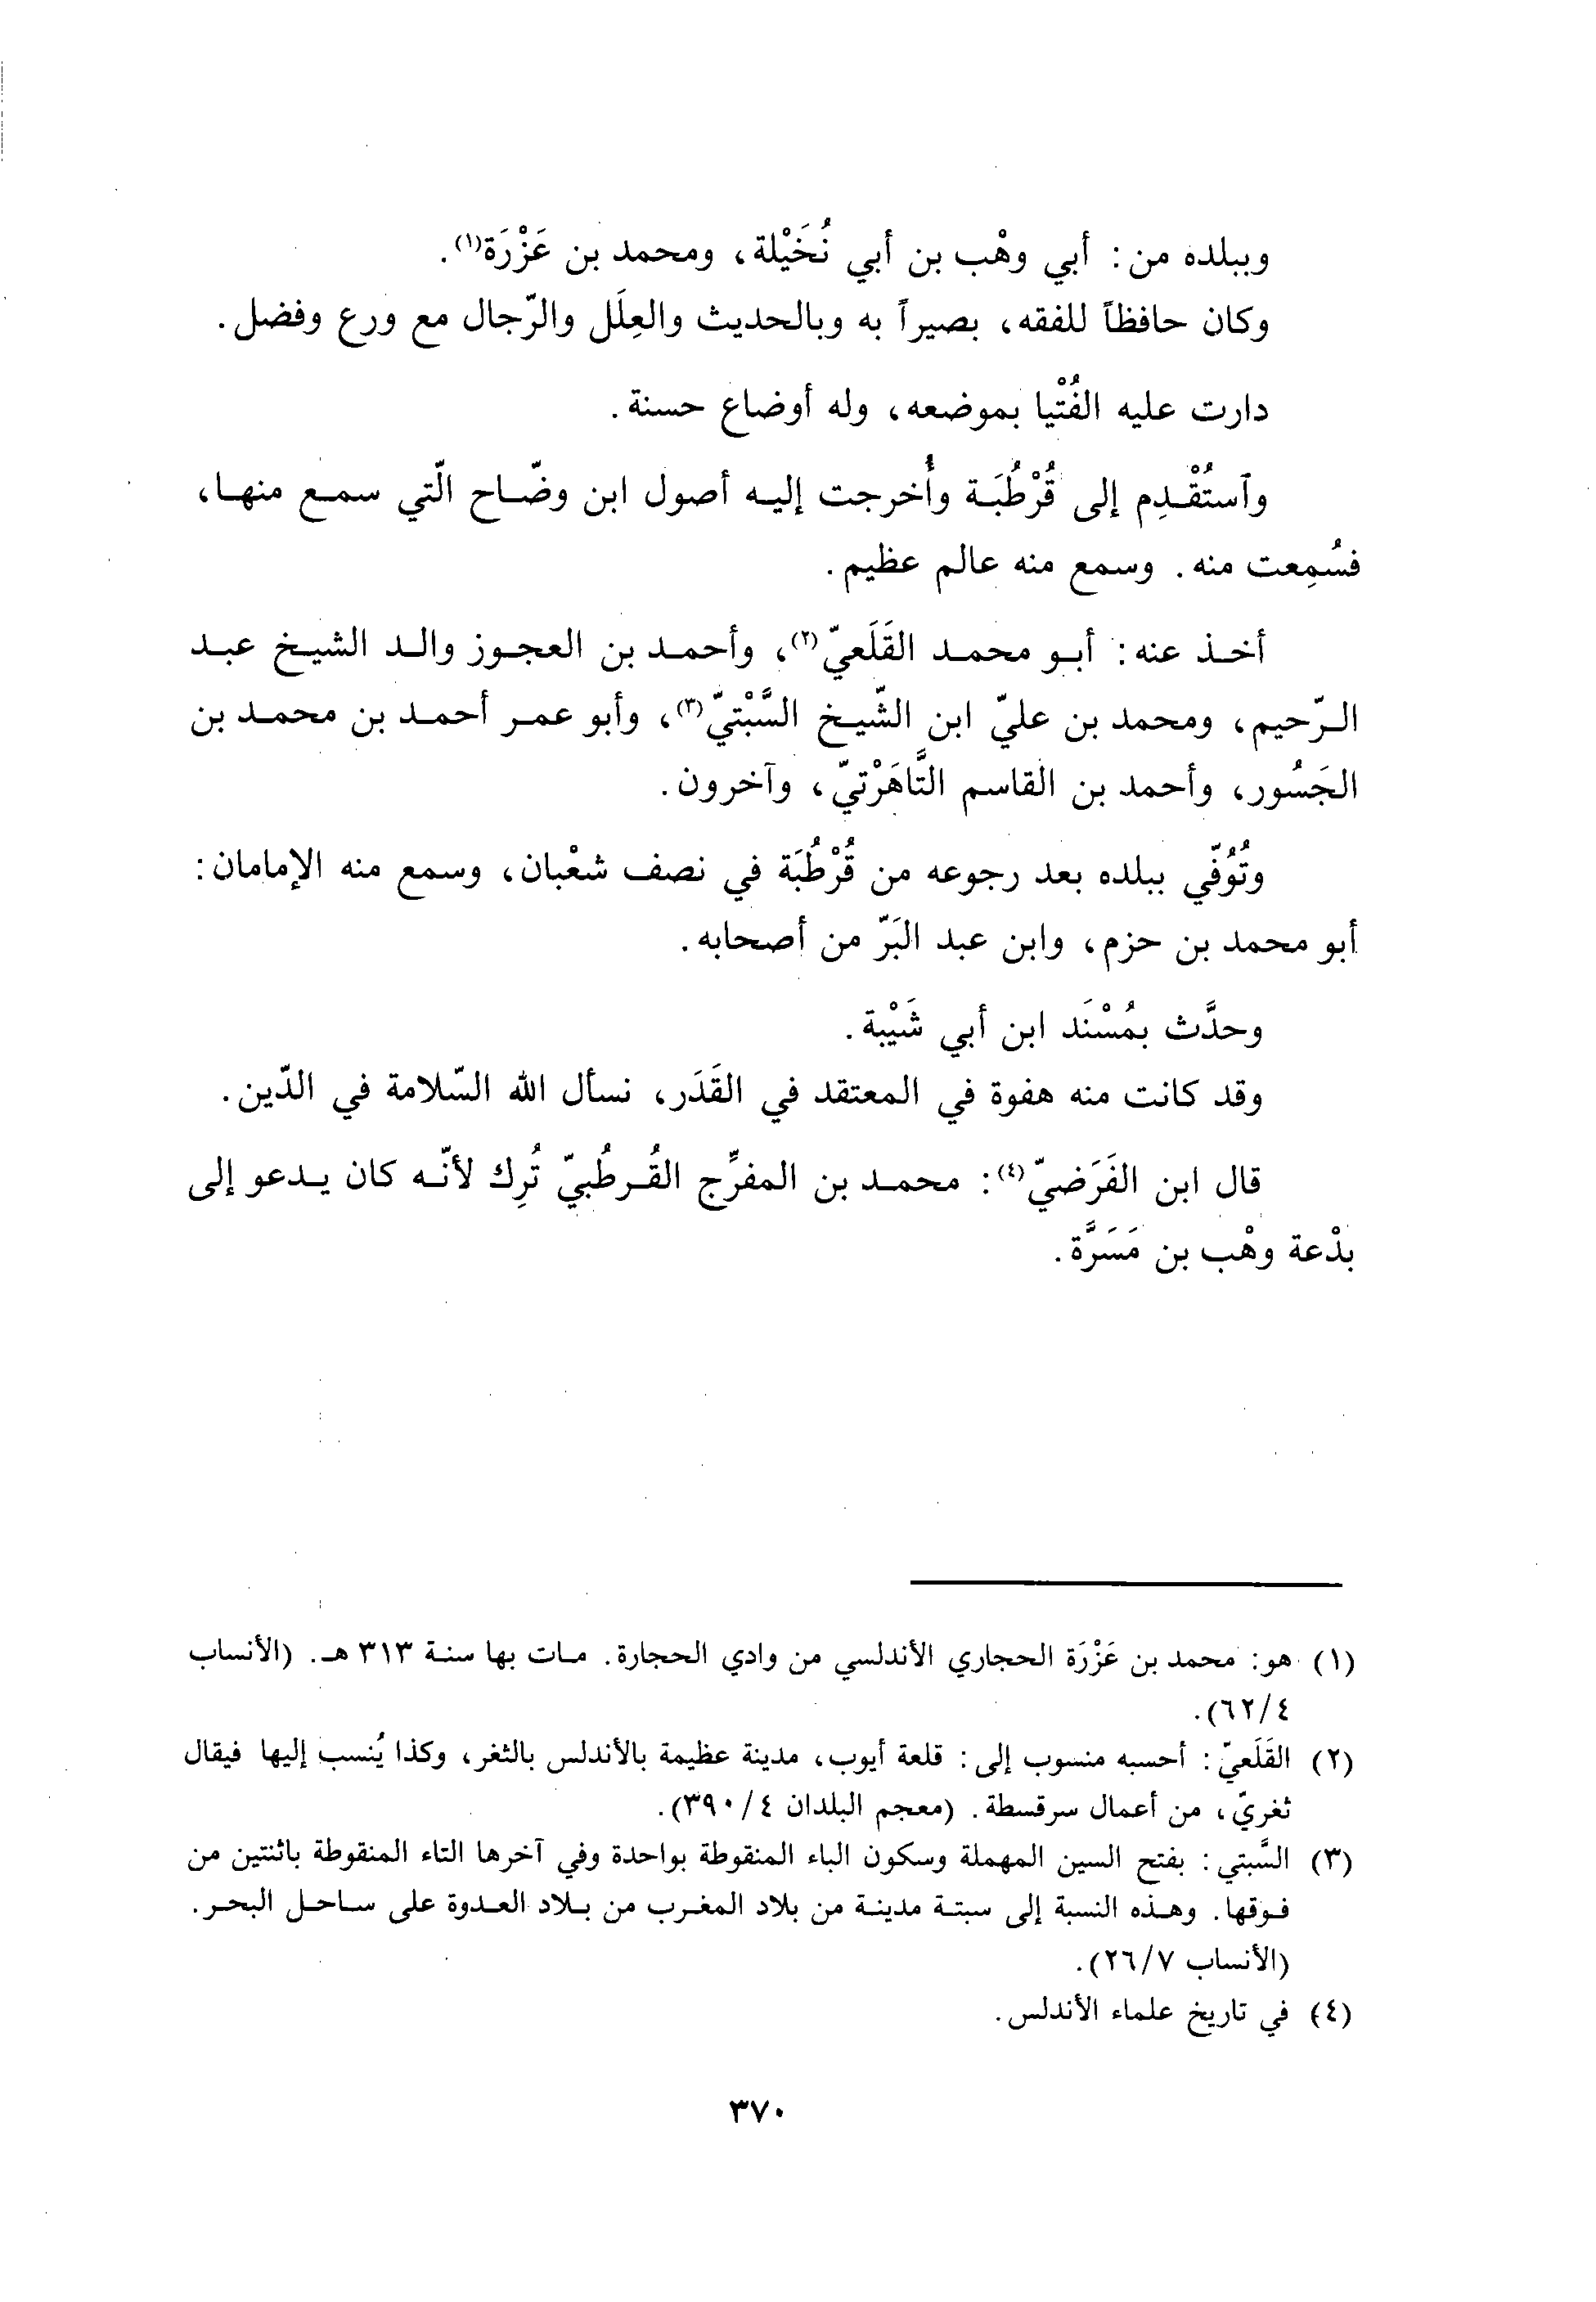 وببلده من: أبي وهْب بن أبي نُخَيْلة، ومحمد بن عَزْرَة(١).
وكان حافظاً للفقه، بصيراً به وبالحديث والعِلَل والرّجال مع ورع وفضل.
دارت عليه الفُتْيا بموضعه، وله أوضاع حسنة.
وٱستُقْدِم إلى قُرْطُبَة وأُخرجت إليه أصول ابن وضّاح الّتي سمع منها،
فسُمِعت منه. وسمع منه عالم عظيم.
أخذ عنه: أبو محمد القَلَعيّ(٢)، وأحمد بن العجوز والد الشيخ عبد
الرّحيم، ومحمد بن عليّ ابن الشّيخ السَّبْتيّ(٣)، وأبو عمر أحمد بن محمد بن
الجَسُور، وأحمد بن القاسم التَّاهَرْتيّ، وآخرون.
وتُوُفّي ببلده بعد رجوعه من قُرْطُبَة في نصف شعْبان، وسمع منه الإمامان:
أبو محمد بن حزم، وابن عبد البَرّ من أصحابه.
وحدَّث بمُسْنَد ابن أبي شَيْبة.
وقد كانت منه هفوة في المعتقد في القَدَر، نسأل الله السّلامة في الدّين.
قال ابن الفَرَضيّ(٤): محمد بن المفرِّج القُرطُبيّ تُرِك لأنّه كان يدعو إلى
بدْعة وهْب بن مَسَرَّة.
(١) هو: محمد بن عَزْرَة الحجاري الأندلسي من وادي الحجارة. مات بها سنة ٣١٣ هـ. (الأنساب
٤/ ٦٢).
(٢) القَلَعيّ: أحسبه منسوب إلى: قلعة أيوب، مدينة عظيمة بالأندلس بالثغر، وكذا يُنسب إليها فيقال
ثغريّ، من أعمال سرقسطة. (معجم البلدان ٤/ ٣٩٠).
(٣) السَّبتي: بفتح السين المهملة وسكون الباء المنقوطة بواحدة وفي آخرها التاء المنقوطة باثنتين من
فوقها. وهذه النسبة إلى سبتة مدينة من بلاد المغرب من بلاد العدوة على ساحل البحر.
(الأنساب ٧/ ٢٦).
(٤) في تاريخ علماء الأندلس.
٣٧٠